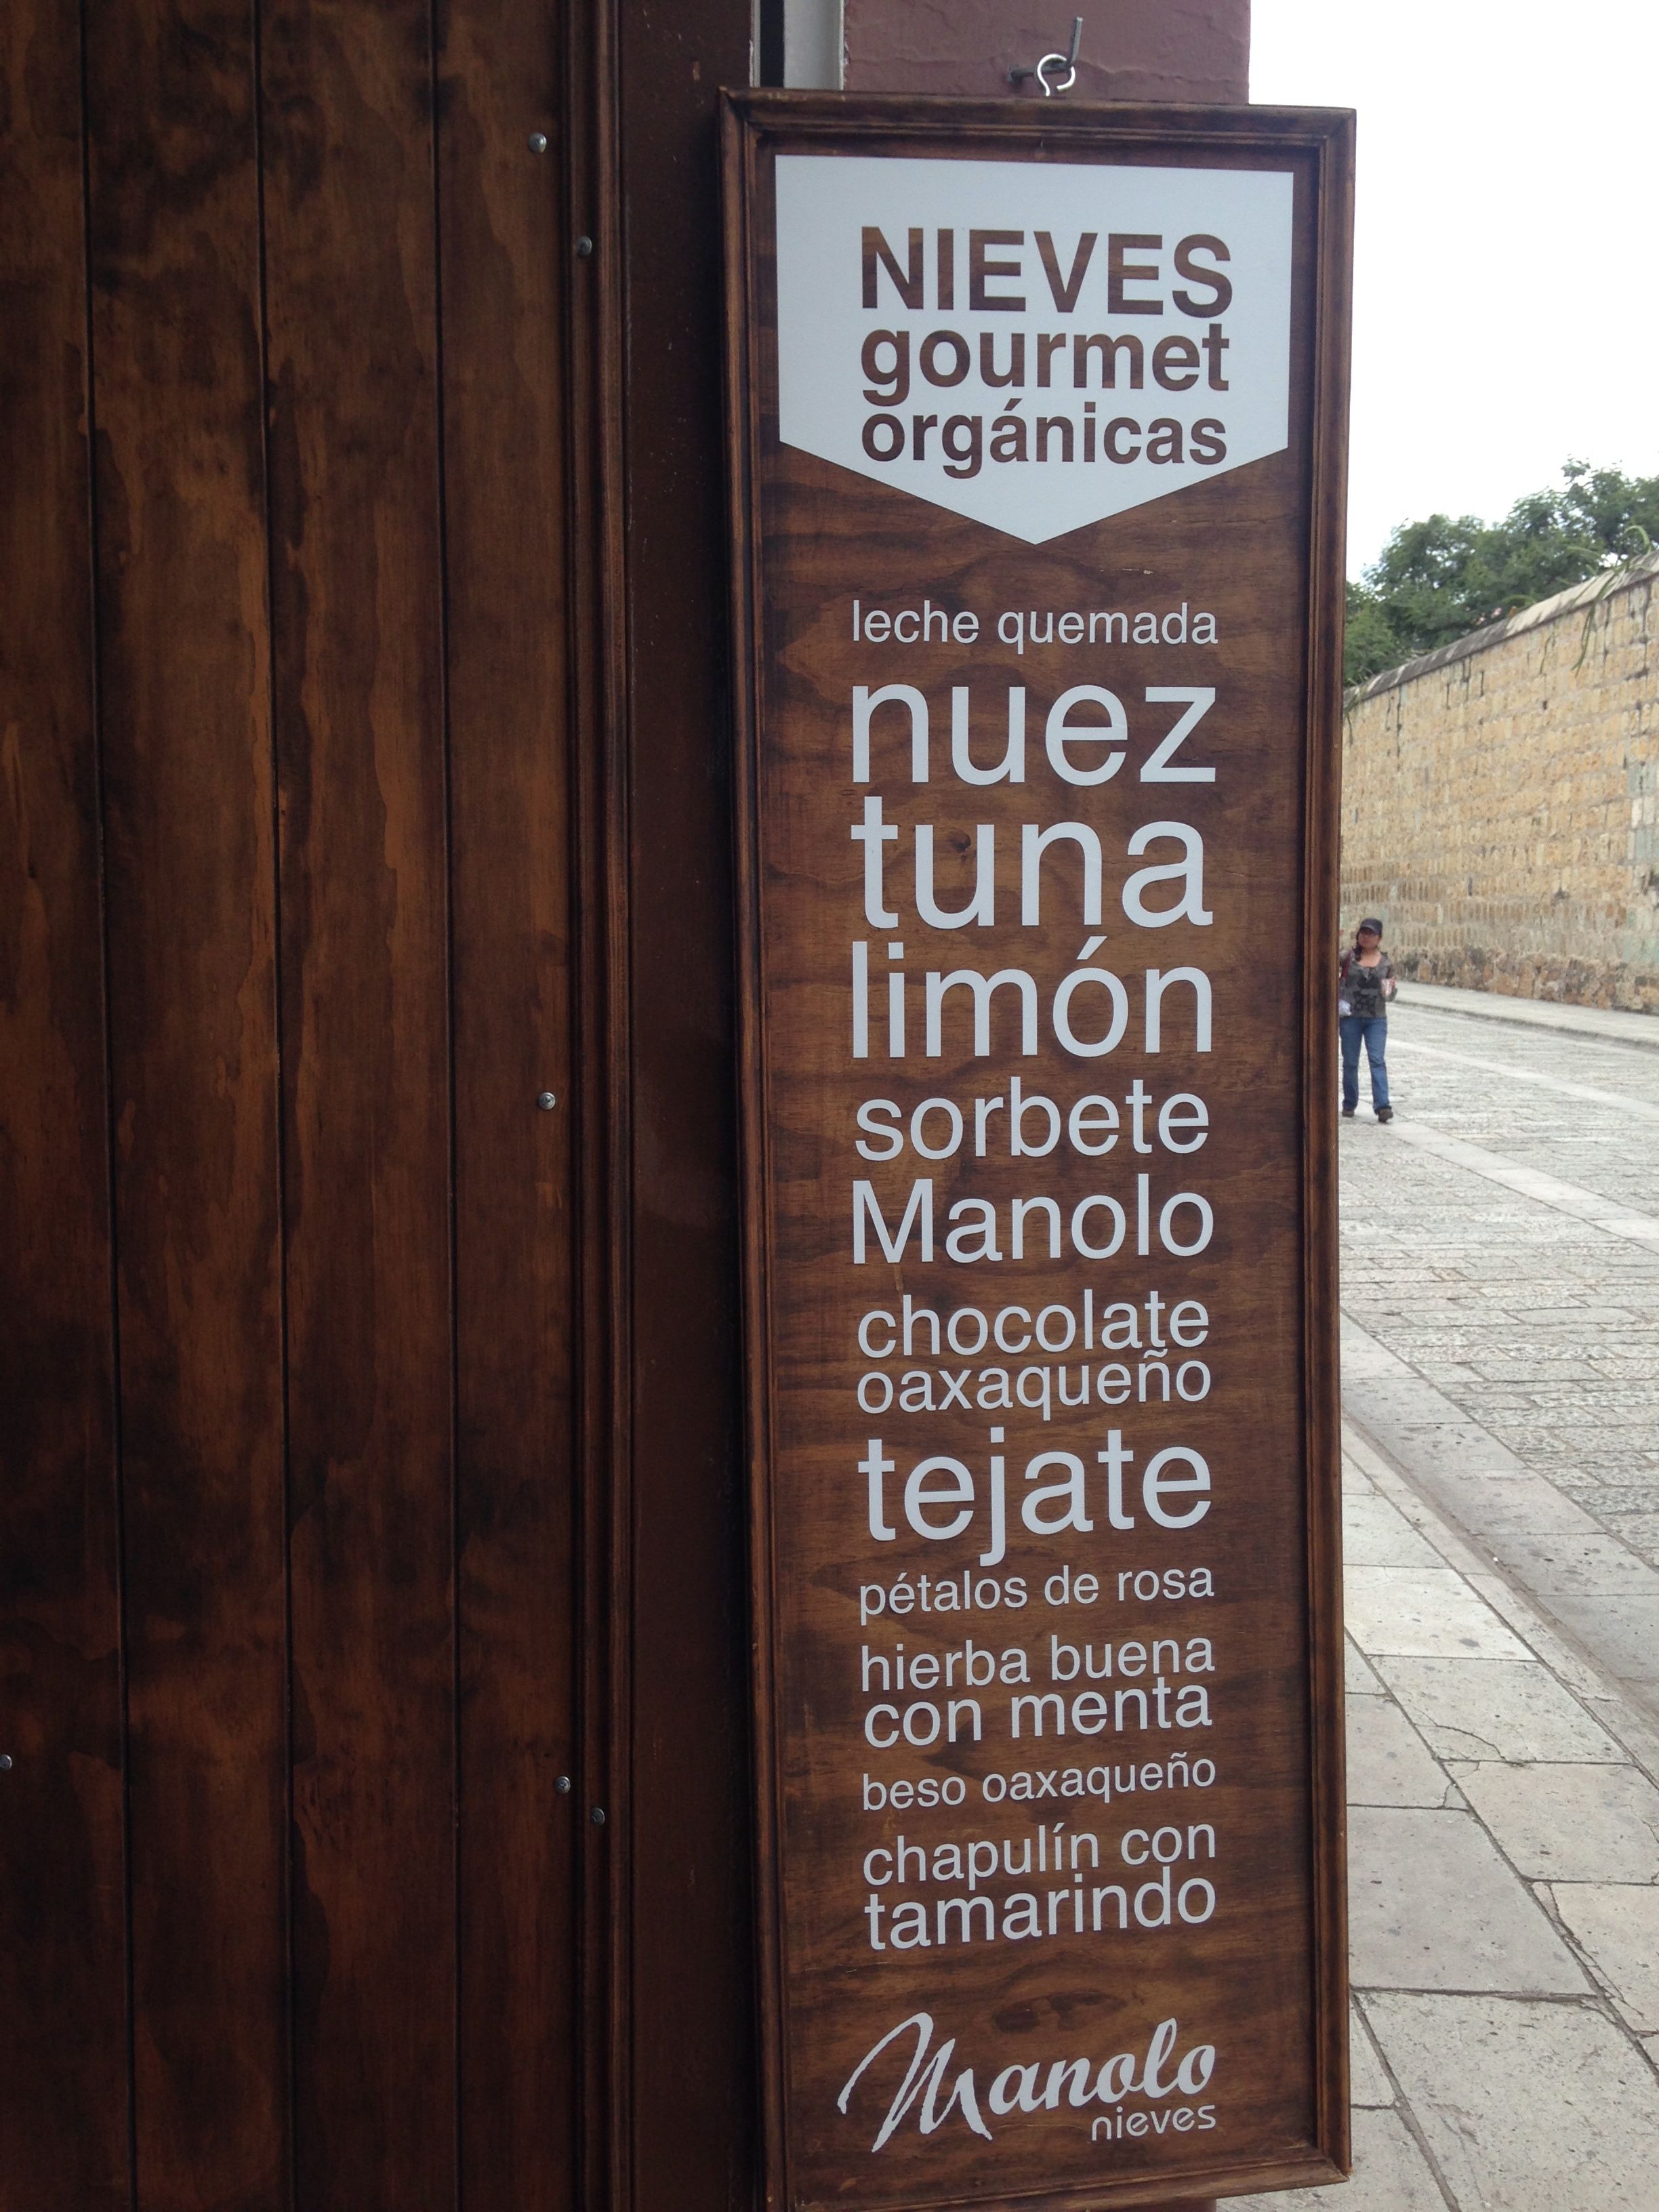 NIEVES
gourmet
orgánicas
leche quemada
nuez
tuna
limón
sorbete
Manolo
chocolate
oaxaqueño
tejate
pétalos de rosa
hierba buena
con menta
beso oaxaqueño
chapulín con
tamarindo
Manolo
nieves